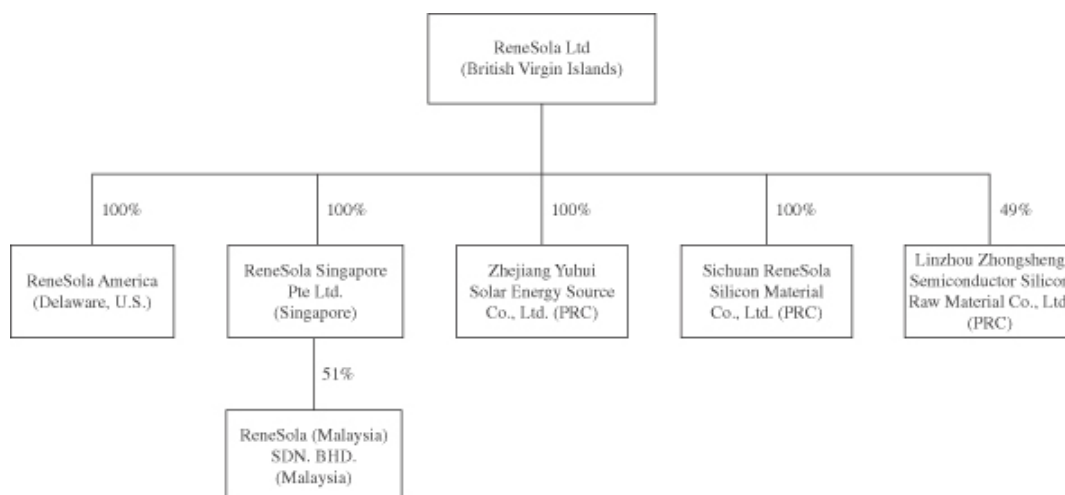 ReneSola Ltd
(British Virgin Islands)
100%
100%
100%
100%
49%
ReneSola America
(Delaware, U.S.)
ReneSola Singapore
Pte Ltd.
(Singapore)
Zhejiang Yuhui
Solar Energy Source
Co., Ltd. (PRC)
Sichuan ReneSola
Silicon Material
Co., Ltd. (PRC)
Linzhou Zhongsheng
Semiconductor Silicon
Raw Material Co., Ltd
(PRC)
51%
ReneSola (Malaysia)
SDN. BHD.
(Malaysia)